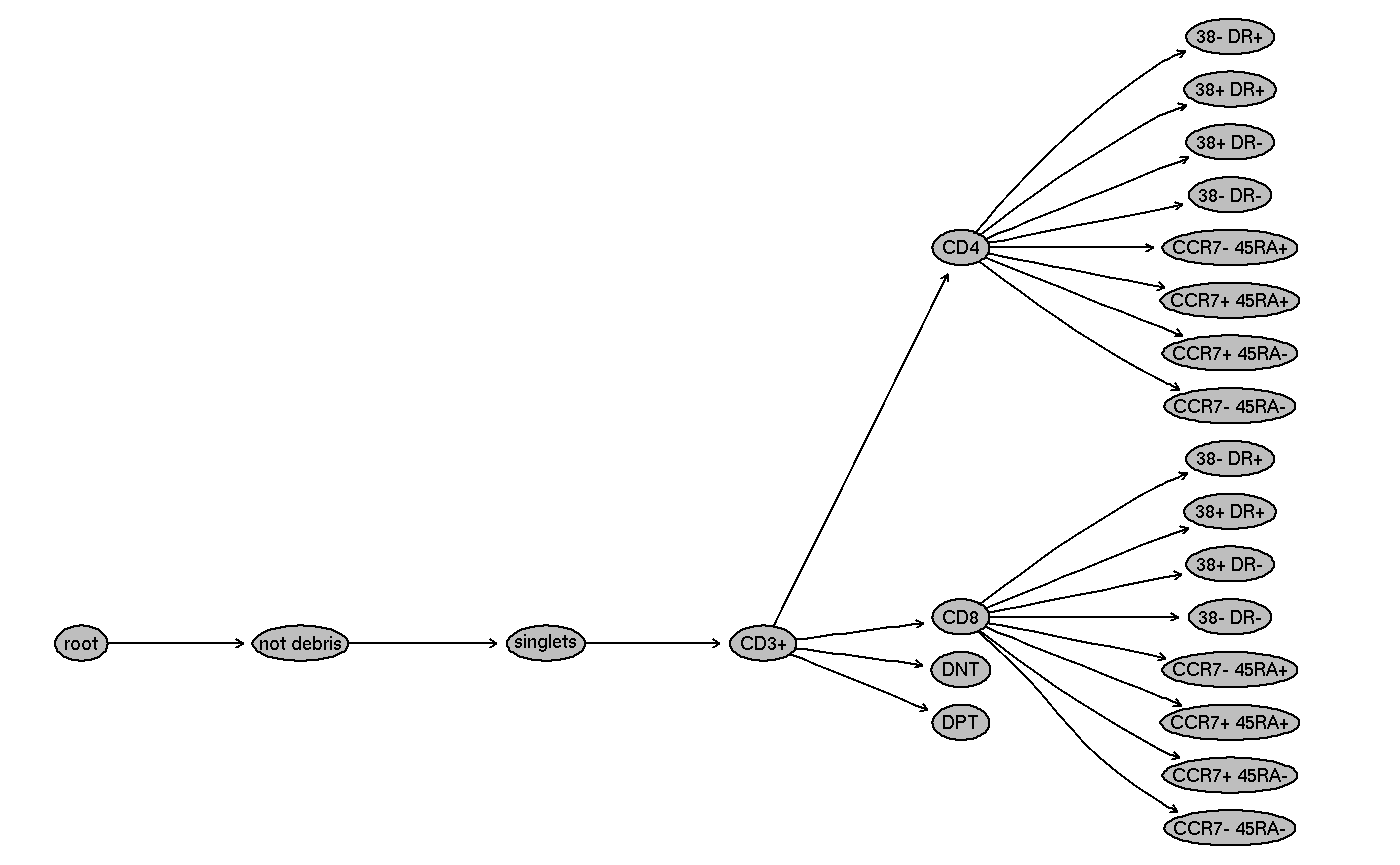 38- DR+
38+ DR+
38+ DR-
38- DR-
CD4
CCR7- 45RA+
CCR7+ 45RA+
CCR7+ 45RA-
CCR7- 45RA-
38- DR+
38+ DR+
38+ DR-
CD8
38- DR-
root
not debris
singlets
CD3+
DNT
CCR7- 45RA+
DPT
CCR7+ 45RA+
CCR7+ 45RA-
CCR7- 45RA-